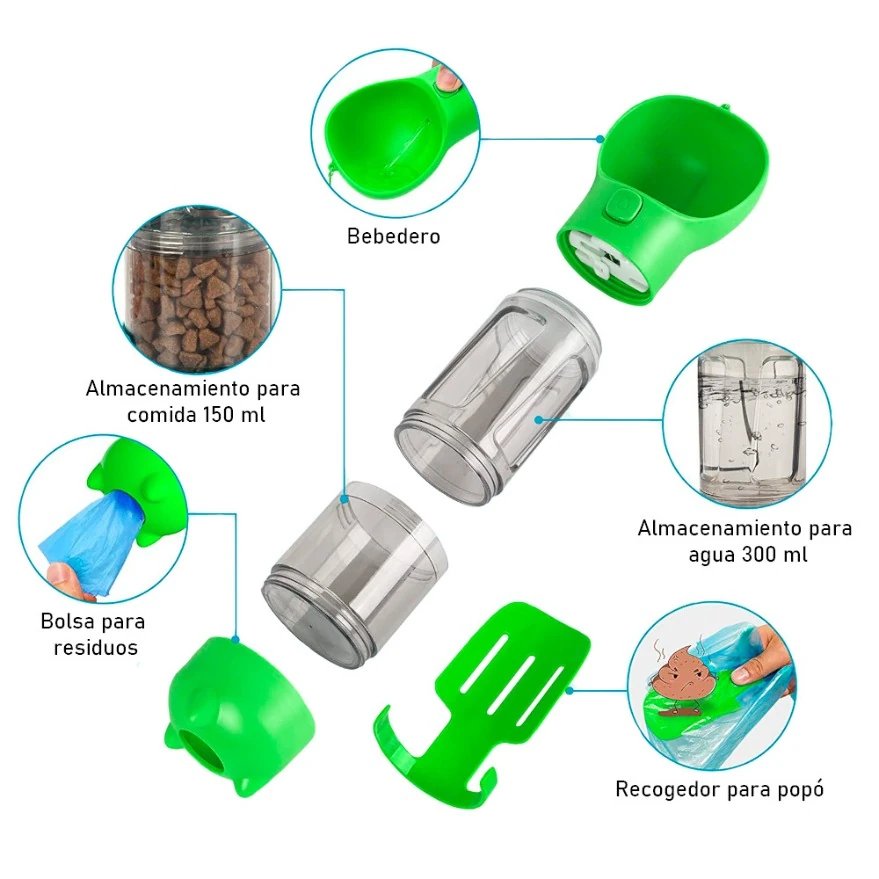 Bebedero
Almacenamiento para
comida 150 ml
Almacenamiento para
agua 300 ml
Bolsa para
residuos
Recogedor para popó